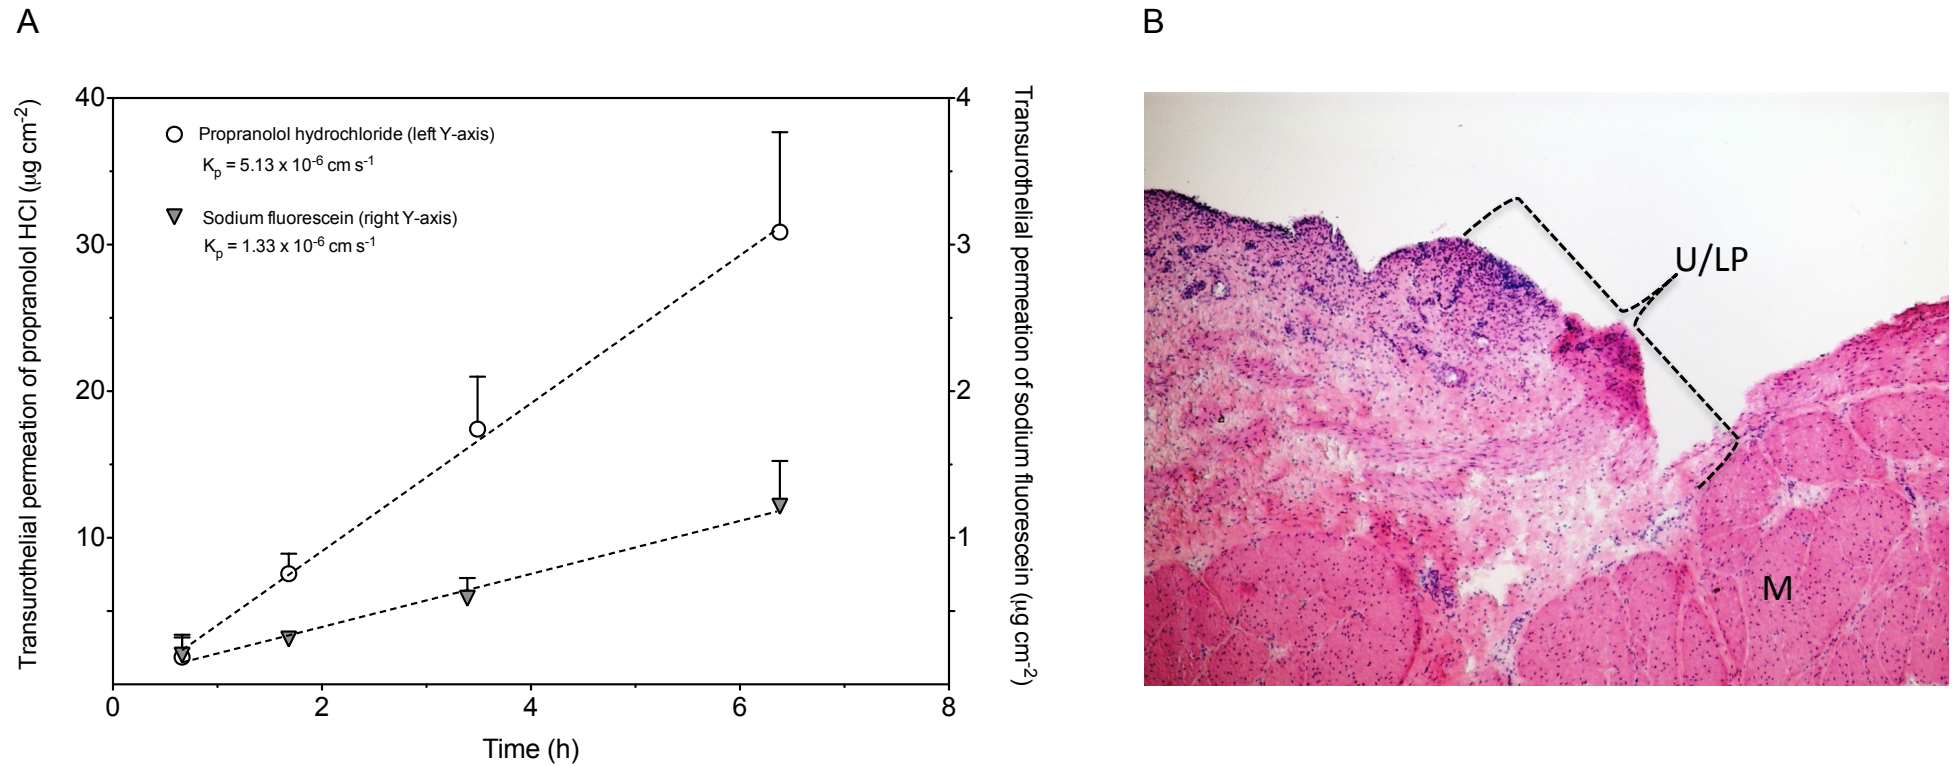 A
B
Transurothelial permeation of propranolol HCl (µg cm-2)
40
30
20
10
Propranolol hydrochloride (left Y-axis)
Kp = 5.13 x 10-6 cm s-1
Sodium fluorescein (right Y-axis)
Kp = 1.33 x 10-6 cm s-1
4
3
2
1
Transurothelial permeation of sodium fluorescein (µg cm-2)
0 2 4 6 8
Time (h)
U/LP
M